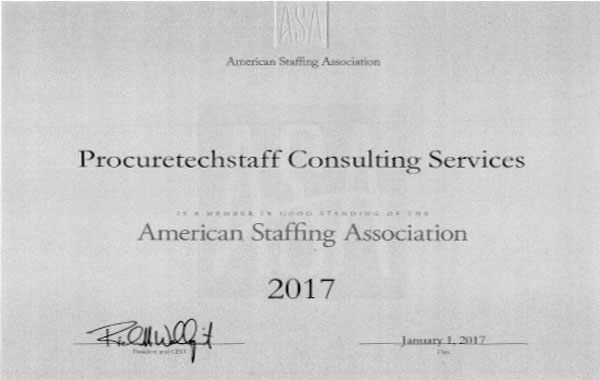 ASA
American Staffing Association
Procuretechstaff Consulting Services
IS A MEMBER IN GOOD STANDING OF THE
American Staffing Association
2017
January 1, 2017
President and CEO
Date